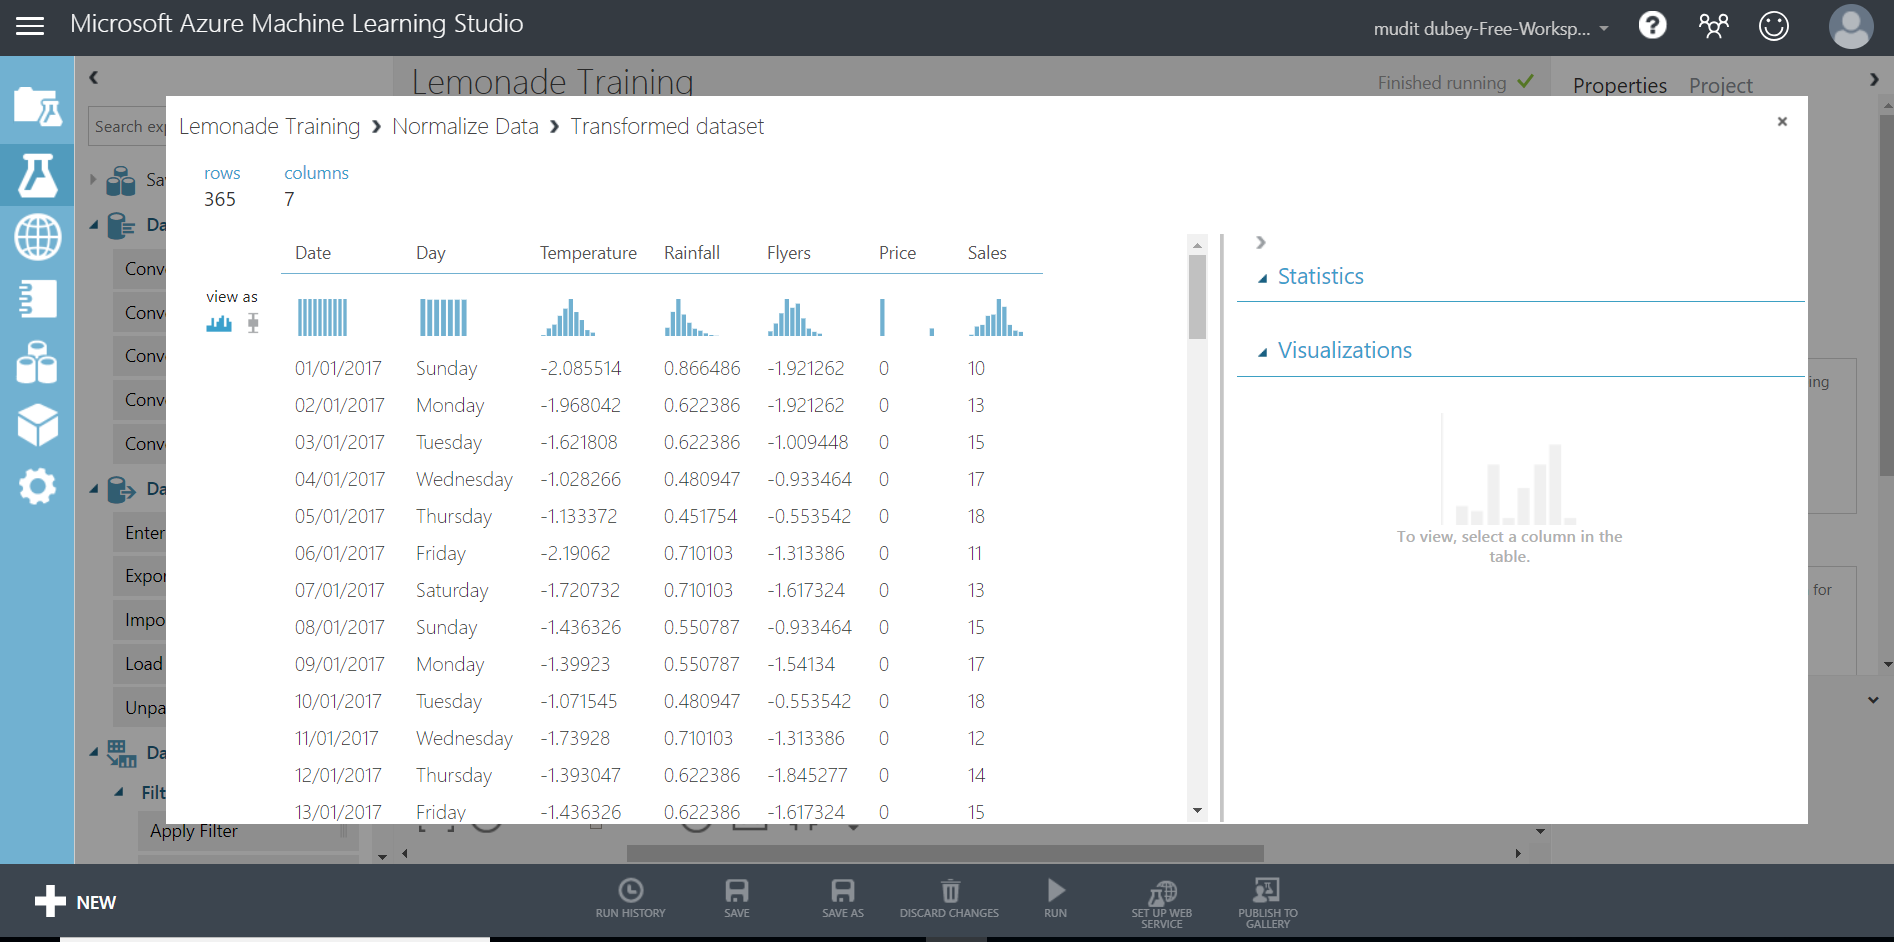 Microsoft Azure Machine Learning Studio
mudit dubey-Free-Worksp...
Lemonade Training
Finished running
Properties Project
Search exp
Lemonade Training > Normalize Data > Transformed dataset
rows columns
365 7
Date Day Temperature Rainfall Flyers Price Sales
view as
01/01/2017 Sunday -2.085514 0.866486 -1.921262 0 10
02/01/2017 Monday -1.968042 0.622386 -1.921262 0 13
03/01/2017 Tuesday -1.621808 0.622386 -1.009448 0 15
04/01/2017 Wednesday -1.028266 0.480947 -0.933464 0 17
05/01/2017 Thursday -1.133372 0.451754 -0.553542 0 18
06/01/2017 Friday -2.19062 0.710103 -1.313386 0 11
07/01/2017 Saturday -1.720732 0.710103 -1.617324 0 13
08/01/2017 Sunday -1.436326 0.550787 -0.933464 0 15
09/01/2017 Monday -1.39923 0.550787 -1.54134 0 17
10/01/2017 Tuesday -1.071545 0.480947 -0.553542 0 18
11/01/2017 Wednesday -1.73928 0.710103 -1.313386 0 12
12/01/2017 Thursday -1.393047 0.622386 -1.845277 0 14
13/01/2017 Friday -1.436326 0.622386 -1.617324 0 15
Statistics
Visualizations
To view, select a column in the
table.
Sa
Da
Conv
Conv
Conv
Conv
Conv
Da
Enter
Expor
Impo
Load
Unpa
Da
Filt
Apply Filter
ing
for
NEW
RUN HISTORY
SAVE
SAVE AS
DISCARD CHANGES
RUN
SET UP WEB
SERVICE
PUBLISH TO
GALLERY